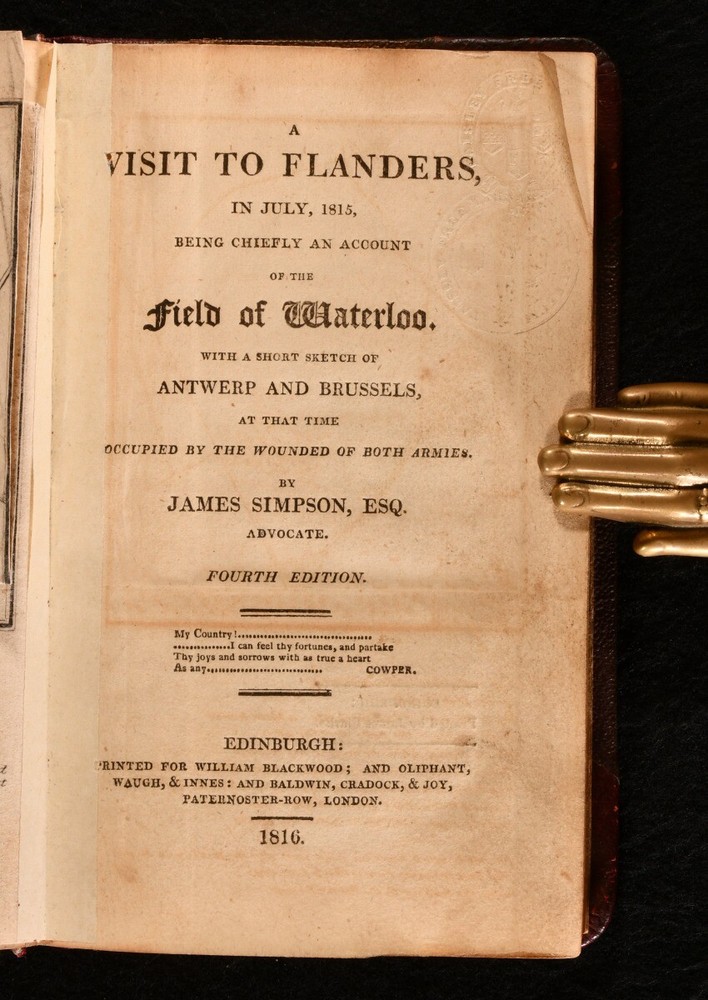 A
VISIT TO FLANDERS,
IN JULY, 1815,
BEING CHIEFLY AN ACCOUNT
OF THE
Field of Waterloo.
WITH A SHORT SKETCH OF
ANTWERP AND BRUSSELS,
AT THAT TIME
OCCUPIED BY THE WOUNDED OF BOTH ARMIES.
BY
JAMES SIMPSON, ESQ.
ADVOCATE.
FOURTH EDITION.
My Country!..................................
...............I can feel thy fortunes, and partake
Thy joys and sorrows with as true a heart
As any.............................. COWPER.
EDINBURGH:
PRINTED FOR WILLIAM BLACKWOOD; AND OLIPHANT,
WAUGH, & INNES: AND BALDWIN, CRADOCK, & JOY,
PATERNOSTER-ROW, LONDON.
1816.